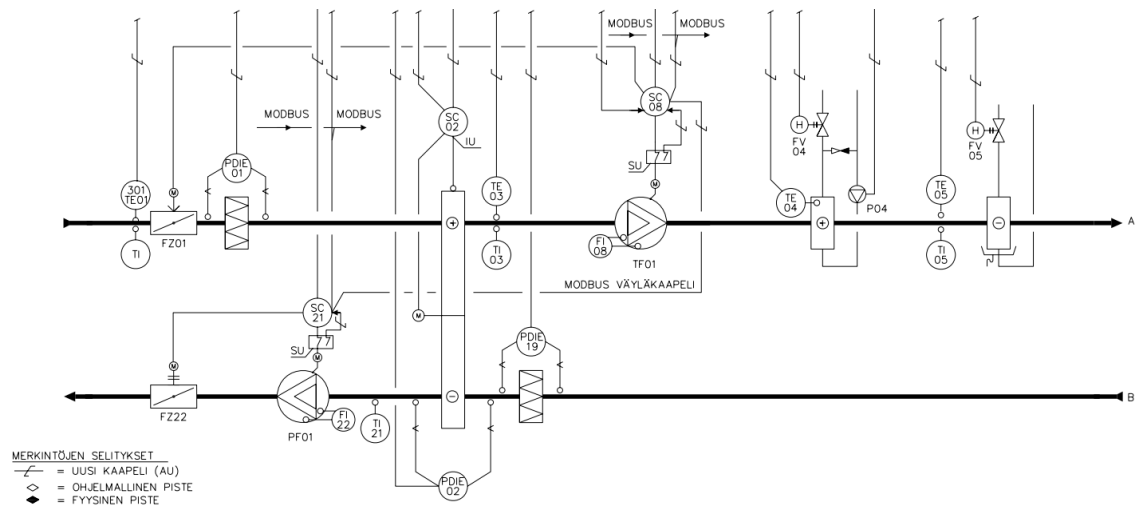 MODBUS
MODBUS
SC
08
SC
02
IU
MODBUS
MODBUS
H
FV
04
H
FV
05
PDIE
01
SU
301
TE01
M
TE
03
M
TE
04
P04
TE
05
+
+
-
A
FZ01
TI
TI
03
FI
08
TF01
TI
05
MODBUS VÄYLÄKAAPELI
SC
21
M
PDIE
19
SU
M
M
-
B
FZ22
PF01
FI
22
TI
21
PDIE
02
MERKINTÖJEN SELITYKSET
= UUSI KAAPELI (AU)
= OHJELMALLINEN PISTE
= FYYSINEN PISTE